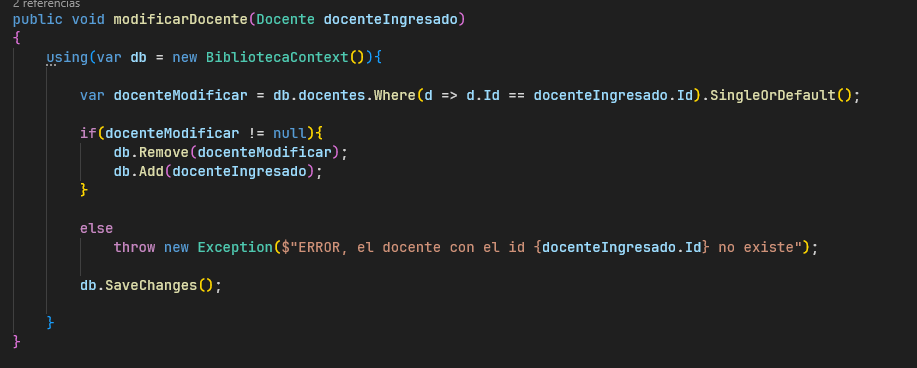 2 referencias
public void modificarDocente(Docente docenteIngresado)
{
using(var db = new BibliotecaContext()){
var docenteModificar = db.docentes.Where(d => d.Id == docenteIngresado.Id).SingleOrDefault();
if(docenteModificar != null){
db.Remove(docenteModificar);
db.Add(docenteIngresado);
}
else
throw new Exception($"ERROR, el docente con el id {docenteIngresado.Id} no existe");
db.SaveChanges();
}
}